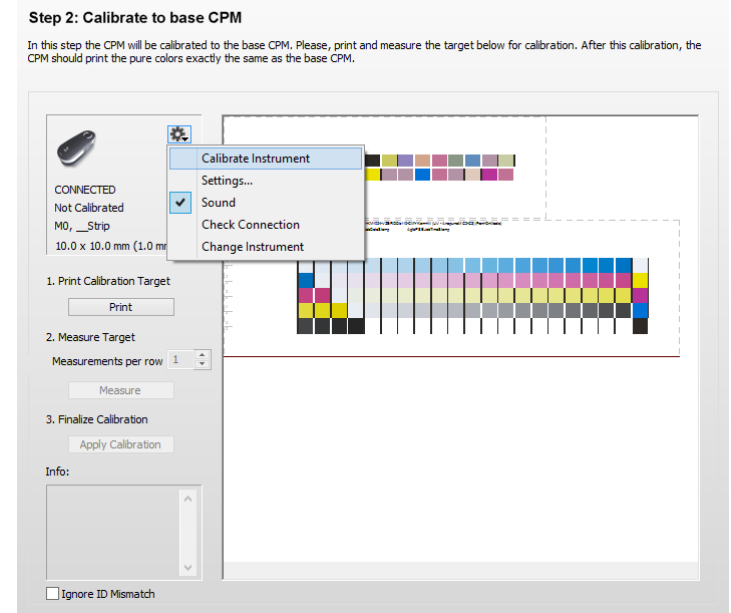 Step 2: Calibrate to base CPM
In this step the CPM will be calibrated to the base CPM. Please, print and measure the target below for calibration. After this calibration, the
CPM should print the pure colors exactly the same as the base CPM.
CONNECTED
Not Calibrated
M0, __Strip
10.0 x 10.0 mm (1.0
Calibrate Instrument
Settings...
Sound
Check Connection
Change Instrument
1. Print Calibration Target
Print
2. Measure Target
Measurements per row 1
Measure
3. Finalize Calibration
Apply Calibration
Info:
Ignore ID Mismatch